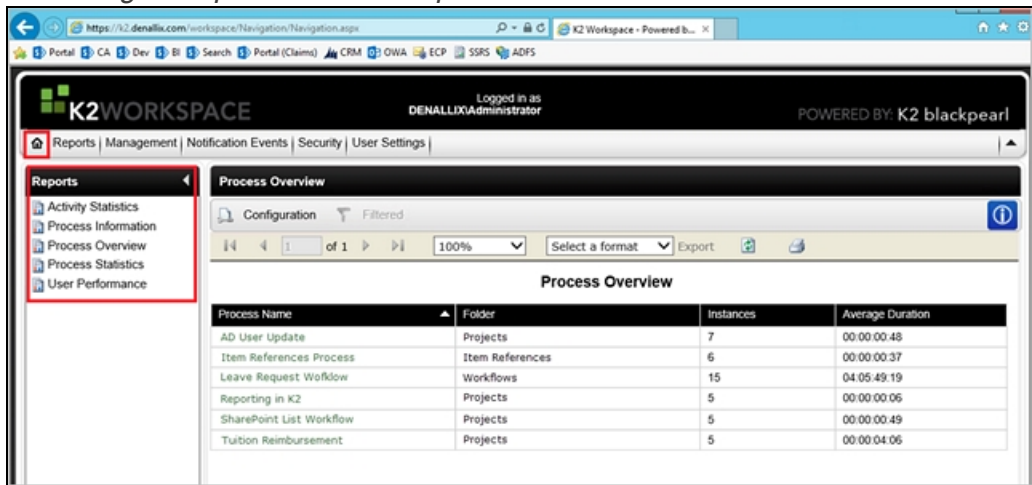 https://k2.denallix.com/workspace/Navigation/Navigation.aspx
K2 Workspace - Powered b...
Portal CA Dev BI Search Portal (Claims) CRM OWA ECP SSRS ADFS
K2WORKSPACE
Logged in as
DENALLIX\Administrator
POWERED BY: K2 blackpearl
Reports | Management | Notification Events | Security | User Settings |
Reports
Activity Statistics
Process Information
Process Overview
Process Statistics
User Performance
Process Overview
Configuration Filtered
1 of 1 100% Select a format Export
Process Overview
Process Name Folder Instances Average Duration
AD User Update Projects 7 00:00:00:48
Item References Process Item References 6 00:00:00:37
Leave Request Wofklow Workflows 15 04:05:49:19
Reporting in K2 Projects 5 00:00:00:06
SharePoint List Workflow Projects 5 00:00:00:49
Tuition Reimbursement Projects 5 00:00:04:06